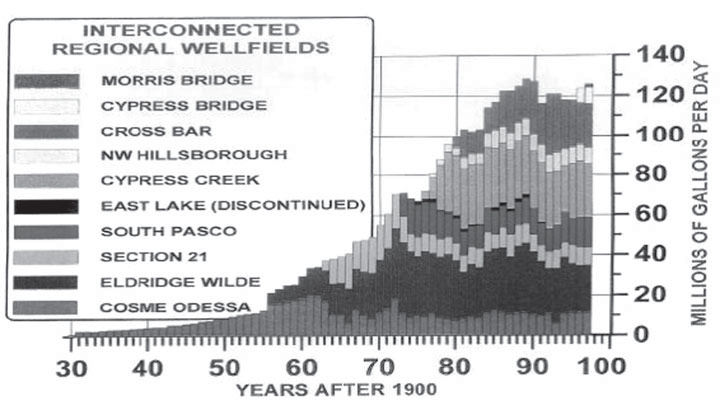 INTERCONNECTED
REGIONAL WELLFIELDS
MORRIS BRIDGE
CYPRESS BRIDGE
CROSS BAR
NW HILLSBOROUGH
CYPRESS CREEK
EAST LAKE (DISCONTINUED)
SOUTH PASCO
SECTION 21
ELDRIDGE WILDE
COSME ODESSA
140
120
100
80
60
40
20
0
MILLIONS OF GALLONS PER DAY
30 40 50 60 70 80 90 100
YEARS AFTER 1900